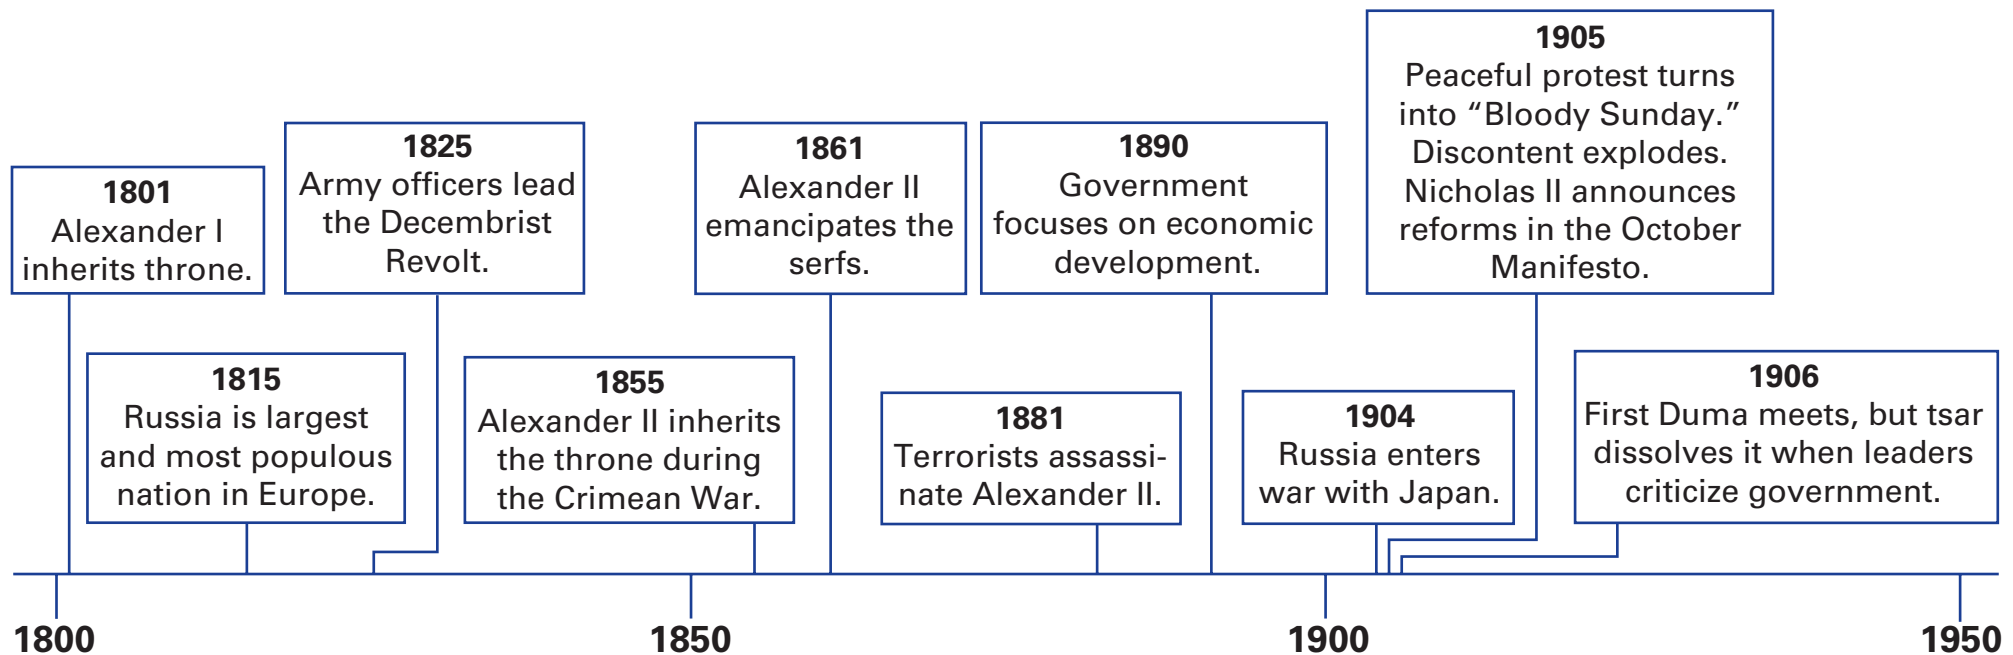 1801
Alexander I
inherits throne.
1815
Russia is largest
and most populous
nation in Europe.
1825
Army officers lead
the Decembrist
Revolt.
1855
Alexander II inherits
the throne during
the Crimean War.
1861
Alexander II
emancipates the
serfs.
1881
Terrorists assassi-
nate Alexander II.
1890
Government
focuses on economic
development.
1904
Russia enters
war with Japan.
1905
Peaceful protest turns
into “Bloody Sunday.”
Discontent explodes.
Nicholas II announces
reforms in the October
Manifesto.
1906
First Duma meets, but tsar
dissolves it when leaders
criticize government.
1800
1850
1900
1950